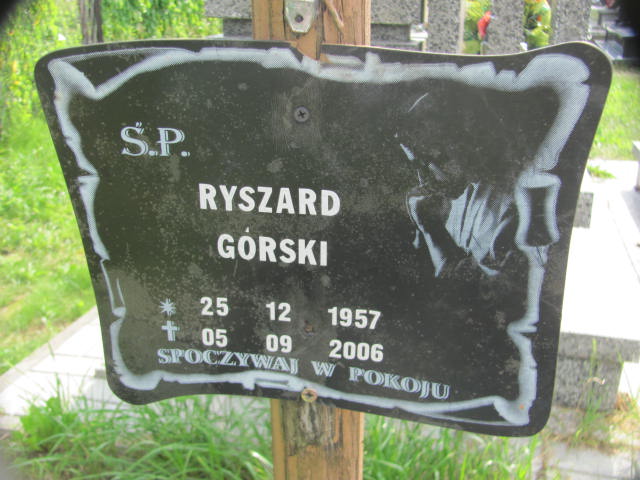 Ś.P.
RYSZARD
GÓRSKI
* 25 12 1957
✝ 05 09 2006
SPOCZYWAJ W POKOJU